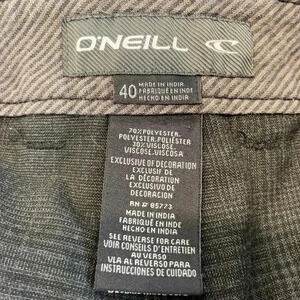 O'NEILL
40 MADE IN INDIA
FABRIQUÉ EN INDE
HECHO EN INDIA
70%POLYESTER.
POLYESTER.POLIÉSTER
30%VISCOSE.
VISCOSE.VISCOSA
EXCLUSIVE OF DECORATION
EXCLUSIF DE
LA DÉCORATION
EXCLUSIVO DE
DECORACION
RN# 85773
MADE IN INDIA
FABRIQUÉ EN INDE
HECHO EN INDIA
SEE REVERSE FOR CARE
VOIR CONSEILS D'ENTRETIEN
AU VERSO
VEA AL REVERSO PARA
INSTRUCCIONES DE CUIDADO